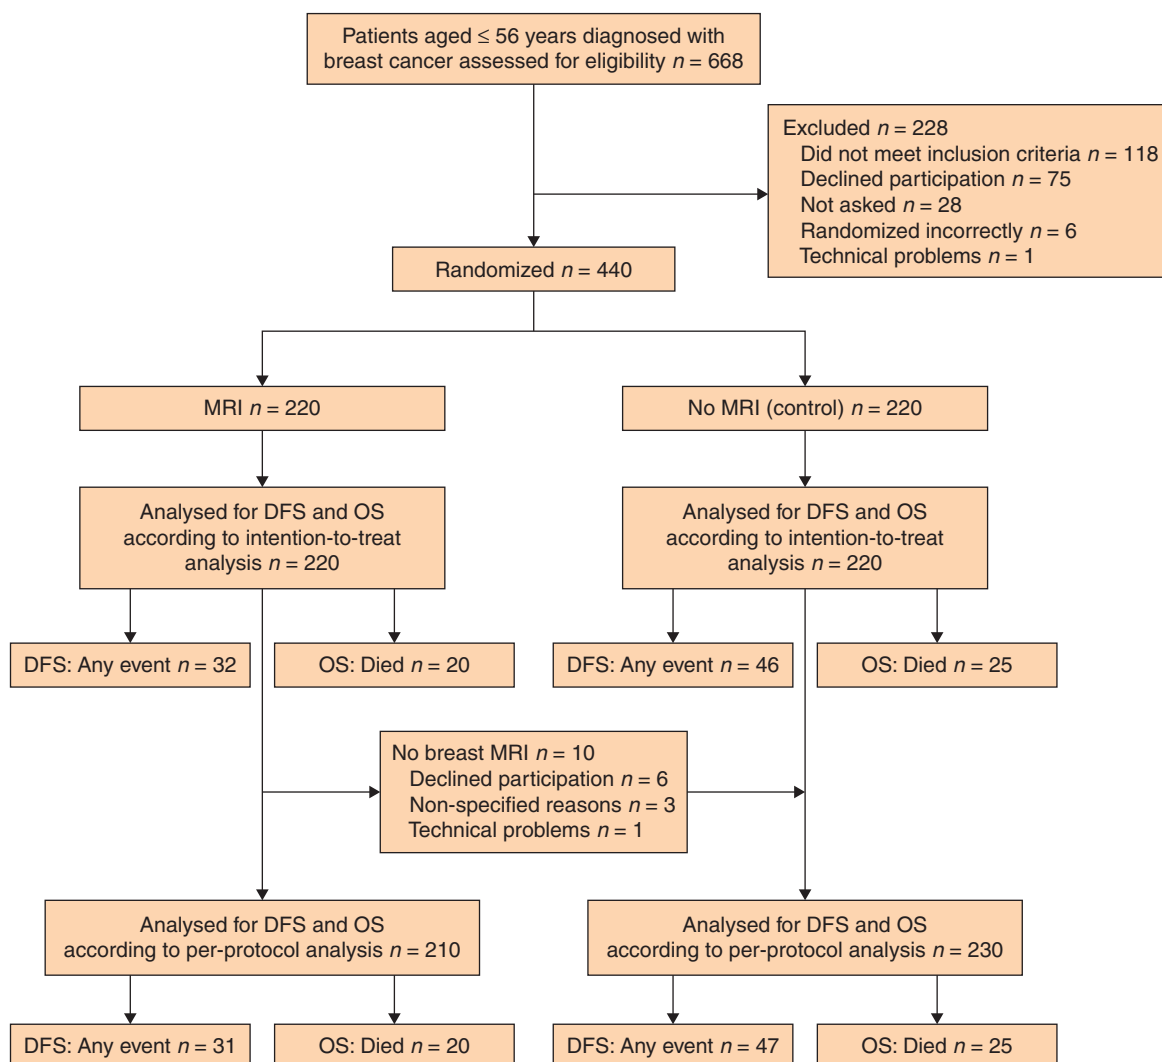 Patients aged ≤ 56 years diagnosed with
breast cancer assessed for eligibility n = 668
Excluded n = 228
Did not meet inclusion criteria n = 118
Declined participation n = 75
Not asked n = 28
Randomized incorrectly n = 6
Technical problems n = 1
Randomized n = 440
MRI n = 220
No MRI (control) n = 220
Analysed for DFS and OS
according to intention-to-treat
analysis n = 220
Analysed for DFS and OS
according to intention-to-treat
analysis n = 220
DFS: Any event n = 32
OS: Died n = 20
DFS: Any event n = 46
OS: Died n = 25
No breast MRI n = 10
Declined participation n = 6
Non-specified reasons n = 3
Technical problems n = 1
Analysed for DFS and OS
according to per-protocol analysis n = 210
Analysed for DFS and OS
according to per-protocol analysis n = 230
DFS: Any event n = 31
OS: Died n = 20
DFS: Any event n = 47
OS: Died n = 25